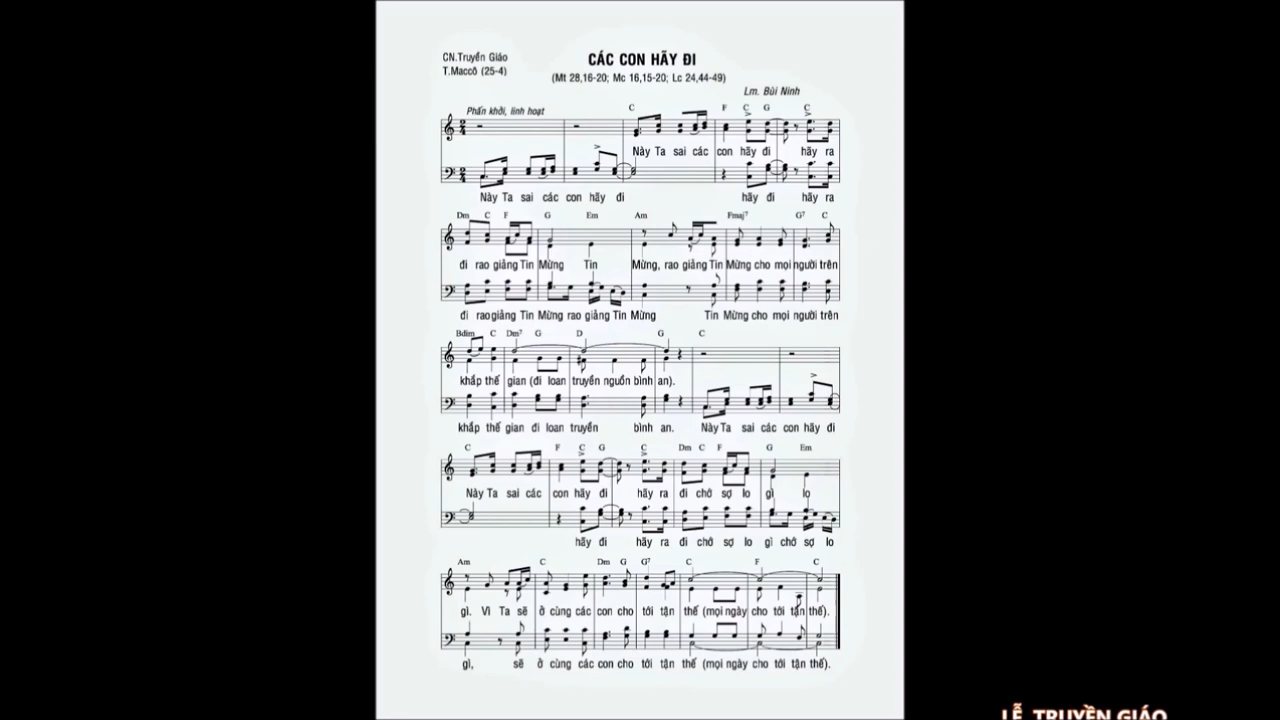 CN.Truyền Giáo
T.Maccô (25-4)
CÁC CON HÃY ĐI
(Mt 28,16-20; Mc 16,15-20; Lc 24,44-49)
Lm. Bùi Ninh
Phấn khởi, linh hoạt
C F C G C
Này Ta sai các con hãy đi hãy ra
Này Ta sai các con hãy đi hãy đi hãy ra
Dm C F G Em Am Fmaj7 G7 C
đi rao giảng Tin Mừng Tin Mừng, rao giảng Tin Mừng cho mọi người trên
đi rao giảng Tin Mừng rao giảng Tin Mừng Tin Mừng cho mọi người trên
Bdim C Dm7 G D G C
khắp thế gian (đi loan truyền nguồn bình an).
khắp thế gian đi loan truyền bình an. Này Ta sai các con hãy đi
C F C G C Dm C F G Em
Này Ta sai các con hãy đi hãy ra đi chớ sợ lo gì lo
hãy đi hãy ra đi chớ sợ lo gì chớ sợ lo
Am C Dm G G7 C F C
gì. Vì Ta sẽ ở cùng các con cho tới tận thế (mọi ngày cho tới tận thế).
gì, sẽ ở cùng các con cho tới tận thế (mọi ngày cho tới tận thế).
LỄ TRUYỀN GIÁO